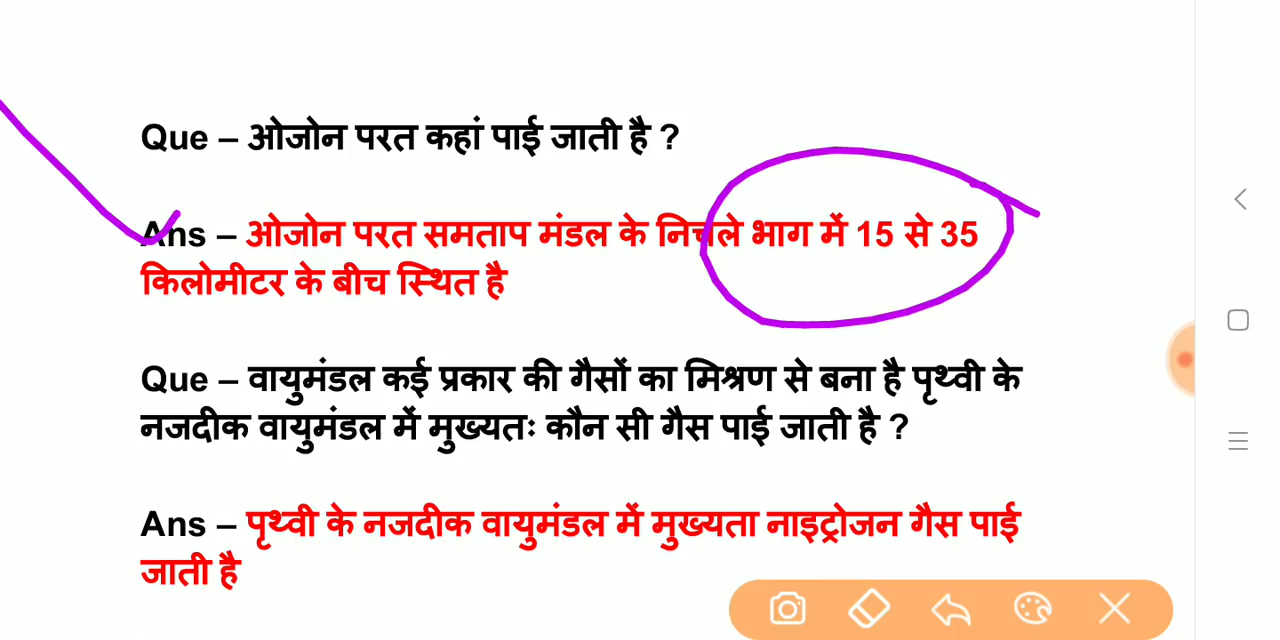 Que – ओजोन परत कहां पाई जाती है ?
Ans – ओजोन परत समताप मंडल के निचले भाग में 15 से 35
किलोमीटर के बीच स्थित है
Que – वायुमंडल कई प्रकार की गैसों का मिश्रण से बना है पृथ्वी के
नजदीक वायुमंडल में मुख्यतः कौन सी गैस पाई जाती है ?
Ans – पृथ्वी के नजदीक वायुमंडल में मुख्यता नाइट्रोजन गैस पाई
जाती है